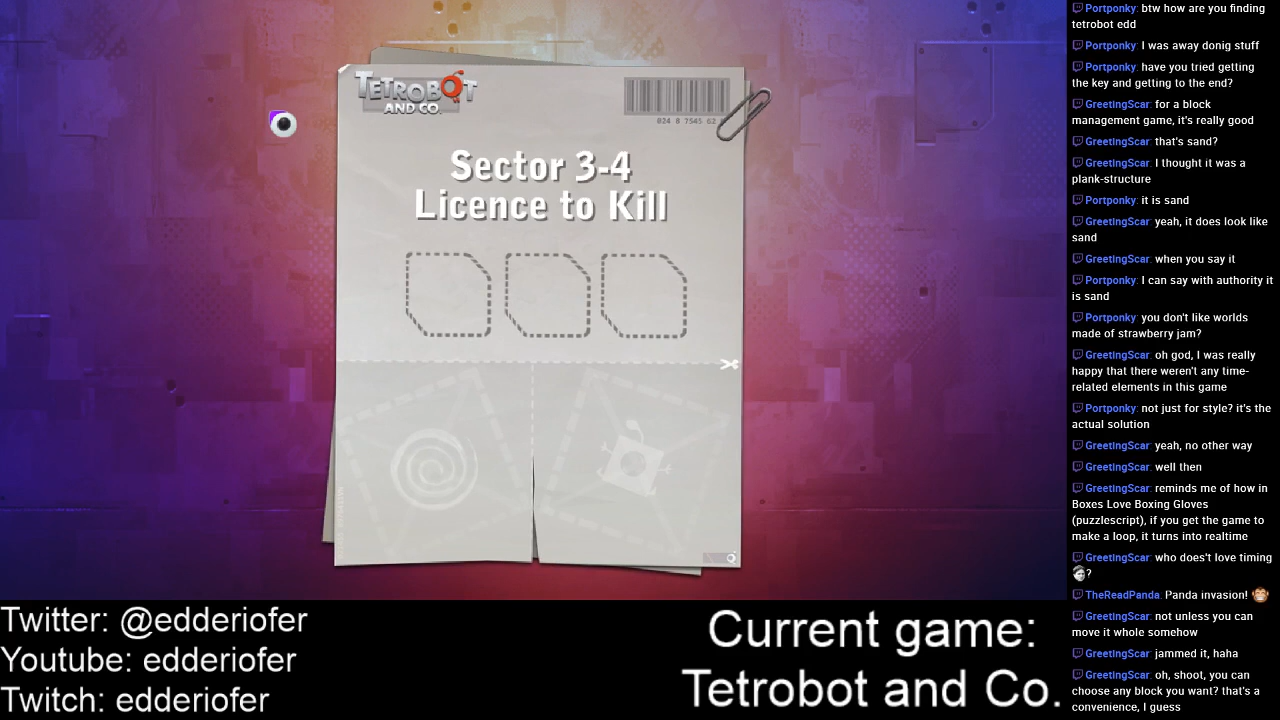 TETROBOT
AND CO.
024 8 7545 62
Sector 3-4
Licence to Kill
Twitter: @edderiofer
Youtube: edderiofer
Twitch: edderiofer
Current game:
Tetrobot and Co.
Portponky: btw how are you finding
tetrobot edd
Portponky: I was away donig stuff
Portponky: have you tried getting
the key and getting to the end?
GreetingScar: for a block
management game, it's really good
GreetingScar: that's sand?
GreetingScar: I thought it was a
plank-structure
Portponky: it is sand
GreetingScar: yeah, it does look like
sand
GreetingScar: when you say it
Portponky: I can say with authority it
is sand
Portponky: you don't like worlds
made of strawberry jam?
GreetingScar: oh god, I was really
happy that there weren't any time-
related elements in this game
Portponky: not just for style? it's the
actual solution
GreetingScar: yeah, no other way
GreetingScar: well then
GreetingScar: reminds me of how in
Boxes Love Boxing Gloves
(puzzlescript), if you get the game to
make a loop, it turns into realtime
GreetingScar: who does't love timing
?
TheReadPanda: Panda invasion!
GreetingScar: not unless you can
move it whole somehow
GreetingScar: jammed it, haha
GreetingScar: oh, shoot, you can
choose any block you want? that's a
convenience, I guess